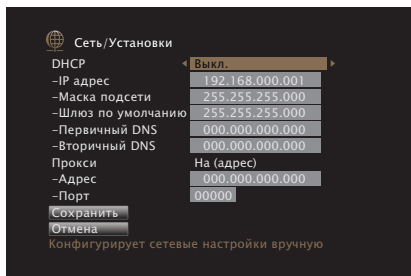 Сеть/Установки
DHCP Выкл.
–IP адрес 192.168.000.001
–Маска подсети 255.255.255.000
–Шлюз по умолчанию 255.255.255.000
–Первичный DNS 000.000.000.000
–Вторичный DNS 000.000.000.000
Прокси На (адрес)
–Адрес 000.000.000.000
–Порт 00000
Сохранить
Отмена
Конфигурирует сетевые настройки вручную